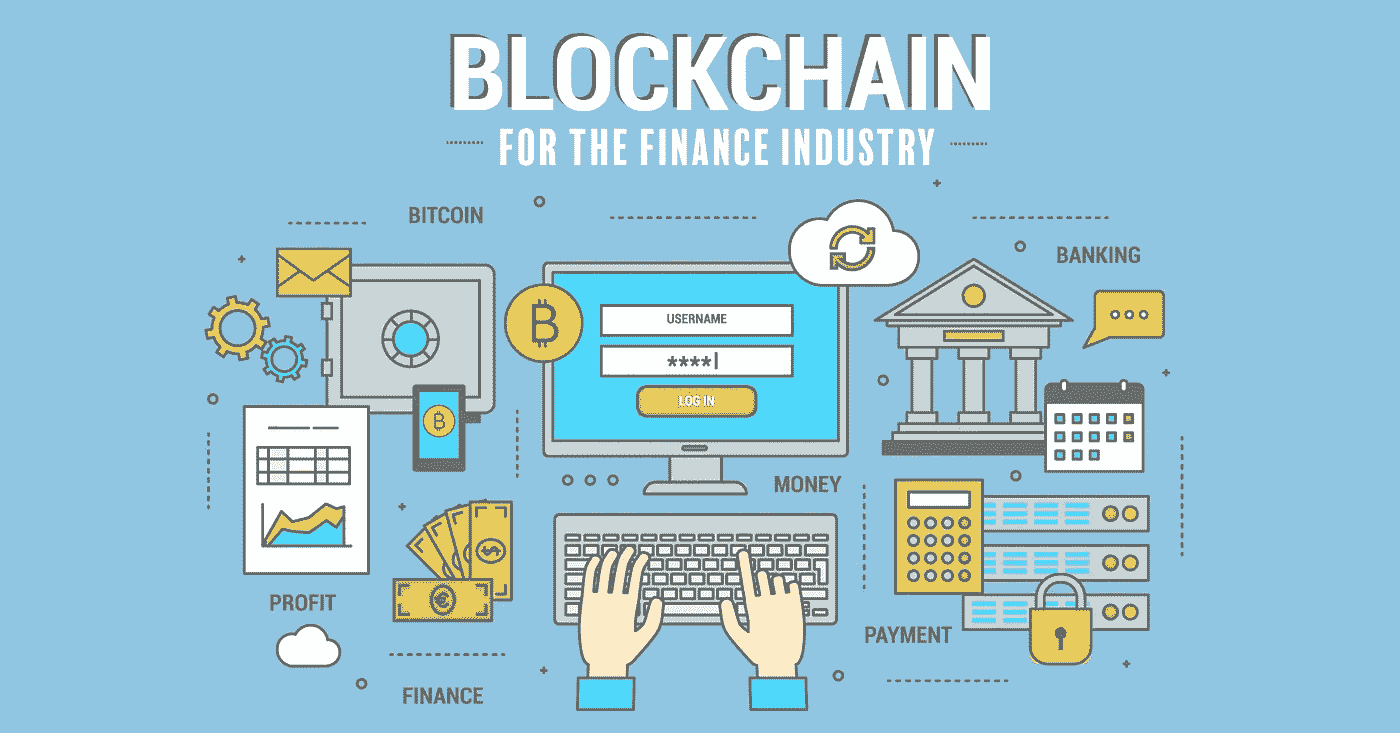 BLOCKCHAIN
FOR THE FINANCE INDUSTRY
BITCOIN
BANKING
USERNAME
****|
LOG IN
MONEY
PROFIT
PAYMENT
FINANCE